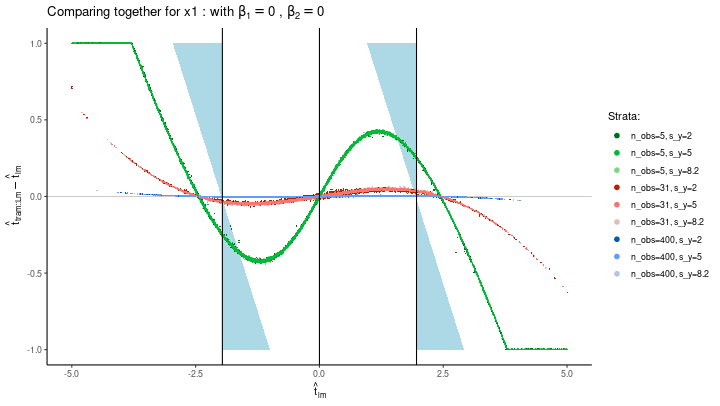 Comparing together for x1 : with β₁ = 0 , β₂ = 0
t̂tram::Lm − t̂lm
1.0
0.5
0.0
-0.5
-1.0
-5.0 -2.5 0.0 2.5 5.0
t̂lm
Strata:
n_obs=5, s_y=2
n_obs=5, s_y=5
n_obs=5, s_y=8.2
n_obs=31, s_y=2
n_obs=31, s_y=5
n_obs=31, s_y=8.2
n_obs=400, s_y=2
n_obs=400, s_y=5
n_obs=400, s_y=8.2